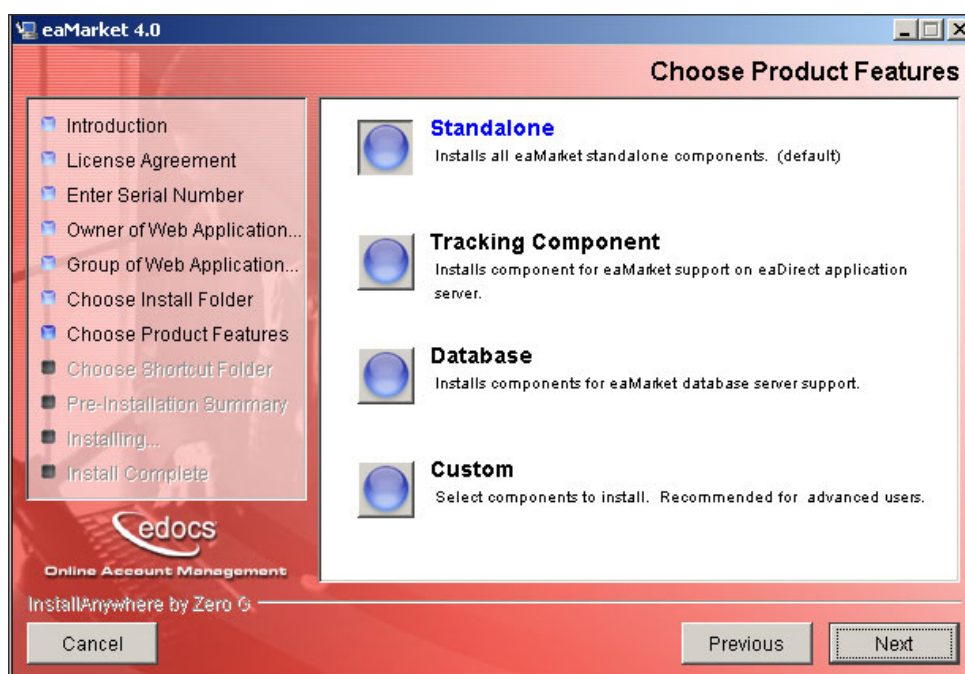 eaMarket 4.0
Choose Product Features
Introduction
License Agreement
Enter Serial Number
Owner of Web Application...
Group of Web Application...
Choose Install Folder
Choose Product Features
Choose Shortcut Folder
Pre-Installation Summary
Installing...
Install Complete
edocs
Online Account Management
Standalone
Installs all eaMarket standalone components. (default)
Tracking Component
Installs component for eaMarket support on eaDirect application
server.
Database
Installs components for eaMarket database server support.
Custom
Select components to install. Recommended for advanced users.
InstallAnywhere by Zero G
Cancel
Previous
Next